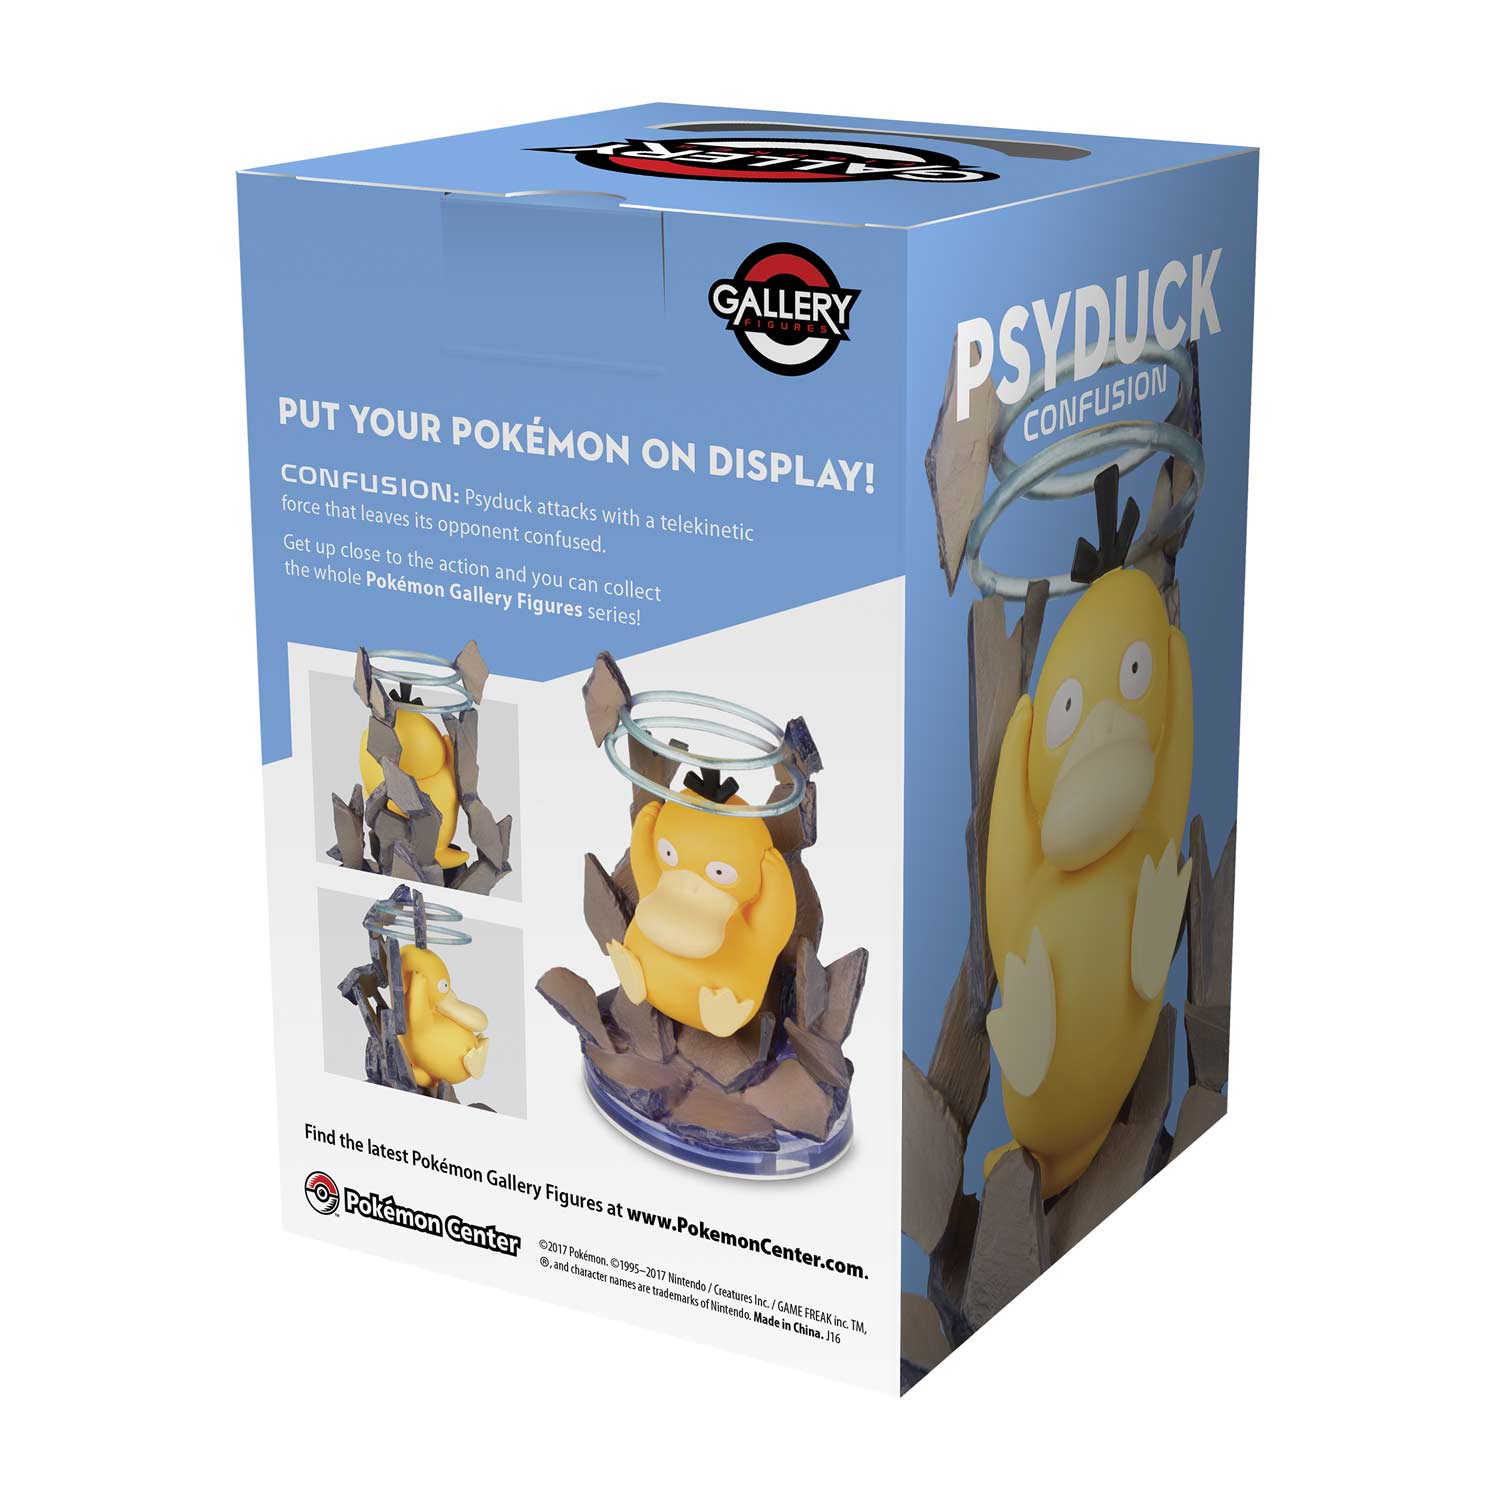 GALLERY
FIGURES
GALLERY
FIGURES
PUT YOUR POKÉMON ON DISPLAY!
CONFUSION: Psyduck attacks with a telekinetic
force that leaves its opponent confused.
Get up close to the action and you can collect
the whole Pokémon Gallery Figures series!
Find the latest Pokémon Gallery Figures at www.PokemonCenter.com.
Pokémon Center
TM
©2017 Pokémon. ©1995–2017 Nintendo / Creatures Inc. / GAME FREAK inc. TM,
®, and character names are trademarks of Nintendo. Made in China. J16
PSYDUCK
CONFUSION